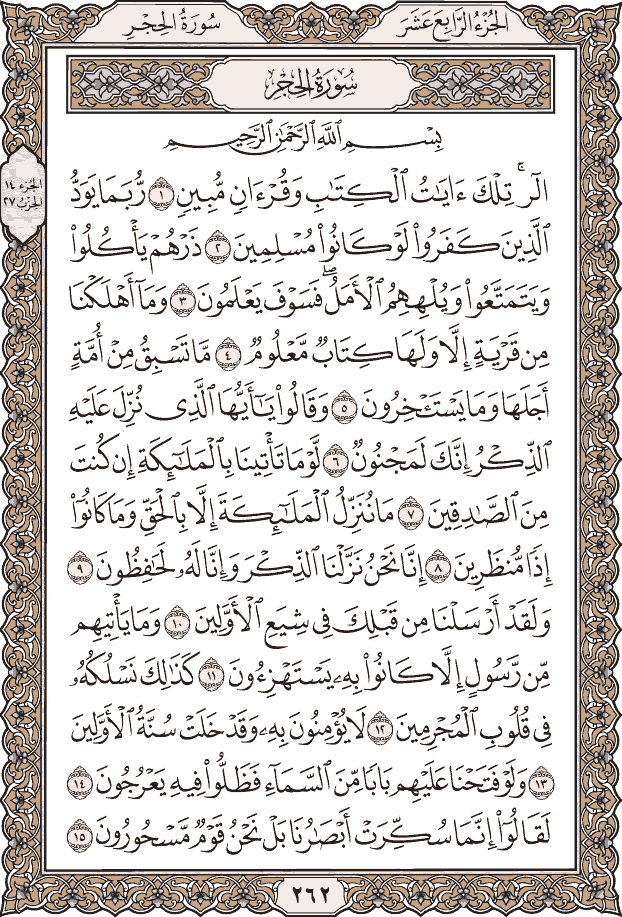 الجُزْءُ الرَّابِعَ عَشَرَ
سُورَةُ الحِجْرِ
سُورَةُ الحِجْرِ
بِسْمِ ٱللَّهِ ٱلرَّحْمَٰنِ ٱلرَّحِيمِ
الٓرۚ تِلْكَ ءَايَٰتُ ٱلْكِتَٰبِ وَقُرْءَانٍ مُّبِينٍ ١ رُّبَمَا يَوَدُّ
ٱلَّذِينَ كَفَرُوا۟ لَوْ كَانُوا۟ مُسْلِمِينَ ٢ ذَرْهُمْ يَأْكُلُوا۟
وَيَتَمَتَّعُوا۟ وَيُلْهِهِمُ ٱلْأَمَلُۖ فَسَوْفَ يَعْلَمُونَ ٣ وَمَآ أَهْلَكْنَا
مِن قَرْيَةٍ إِلَّا وَلَهَا كِتَابٌ مَّعْلُومٌ ٤ مَّا تَسْبِقُ مِنْ أُمَّةٍ
أَجَلَهَا وَمَا يَسْتَـْٔخِرُونَ ٥ وَقَالُوا۟ يَٰٓأَيُّهَا ٱلَّذِى نُزِّلَ عَلَيْهِ
ٱلذِّكْرُ إِنَّكَ لَمَجْنُونٌ ٦ لَّوْ مَا تَأْتِينَا بِٱلْمَلَٰٓئِكَةِ إِن كُنتَ
مِنَ ٱلصَّٰدِقِينَ ٧ مَا نُنَزِّلُ ٱلْمَلَٰٓئِكَةَ إِلَّا بِٱلْحَقِّ وَمَا كَانُوٓا۟
إِذًا مُّنظَرِينَ ٨ إِنَّا نَحْنُ نَزَّلْنَا ٱلذِّكْرَ وَإِنَّا لَهُۥ لَحَٰفِظُونَ ٩
وَلَقَدْ أَرْسَلْنَا مِن قَبْلِكَ فِى شِيَعِ ٱلْأَوَّلِينَ ١٠ وَمَا يَأْتِيهِم
مِّن رَّسُولٍ إِلَّا كَانُوا۟ بِهِۦ يَسْتَهْزِءُونَ ١١ كَذَٰلِكَ نَسْلُكُهُۥ
فِى قُلُوبِ ٱلْمُجْرِمِينَ ١٢ لَا يُؤْمِنُونَ بِهِۦ وَقَدْ خَلَتْ سُنَّةُ ٱلْأَوَّلِينَ
١٣ وَلَوْ فَتَحْنَا عَلَيْهِم بَابًا مِّنَ ٱلسَّمَآءِ فَظَلُّوا۟ فِيهِ يَعْرُجُونَ ١٤
لَقَالُوٓا۟ إِنَّمَا سُكِّرَتْ أَبْصَٰرُنَا بَلْ نَحْنُ قَوْمٌ مَّسْحُورُونَ ١٥
الجُزء ١٤
الحِزْبُ ٢٧
٢٦٢